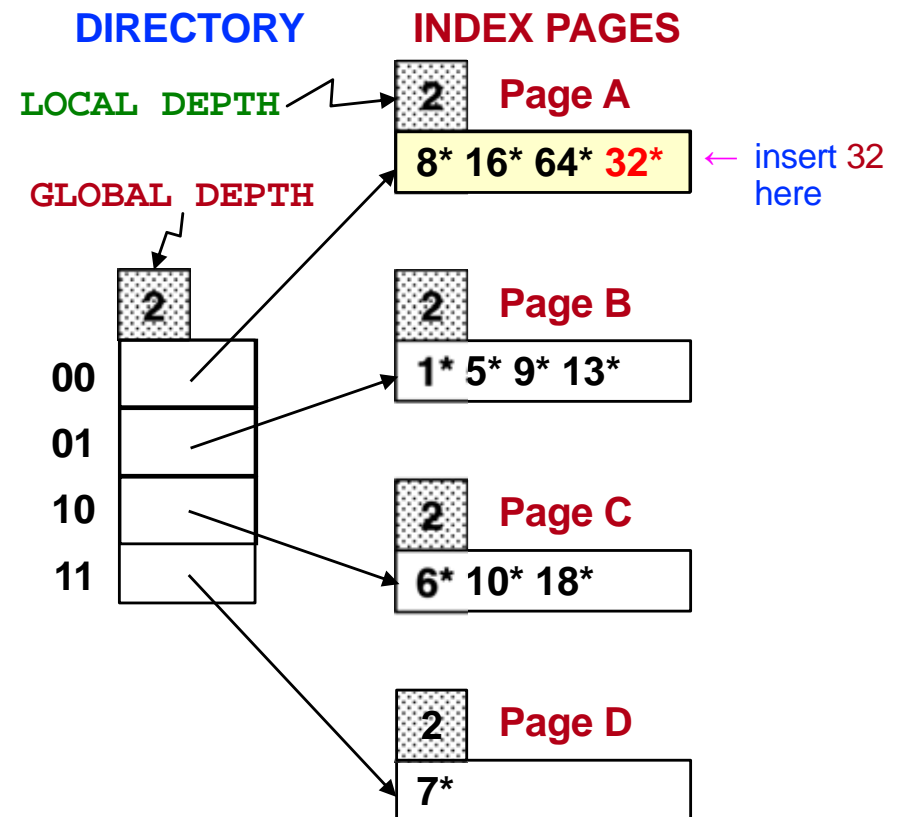 DIRECTORY INDEX PAGES
LOCAL DEPTH
2 Page A
8* 16* 64* 32*
← insert 32
here
GLOBAL DEPTH
2
2 Page B
1* 5* 9* 13*
00
01
10
11
2 Page C
6* 10* 18*
2 Page D
7*